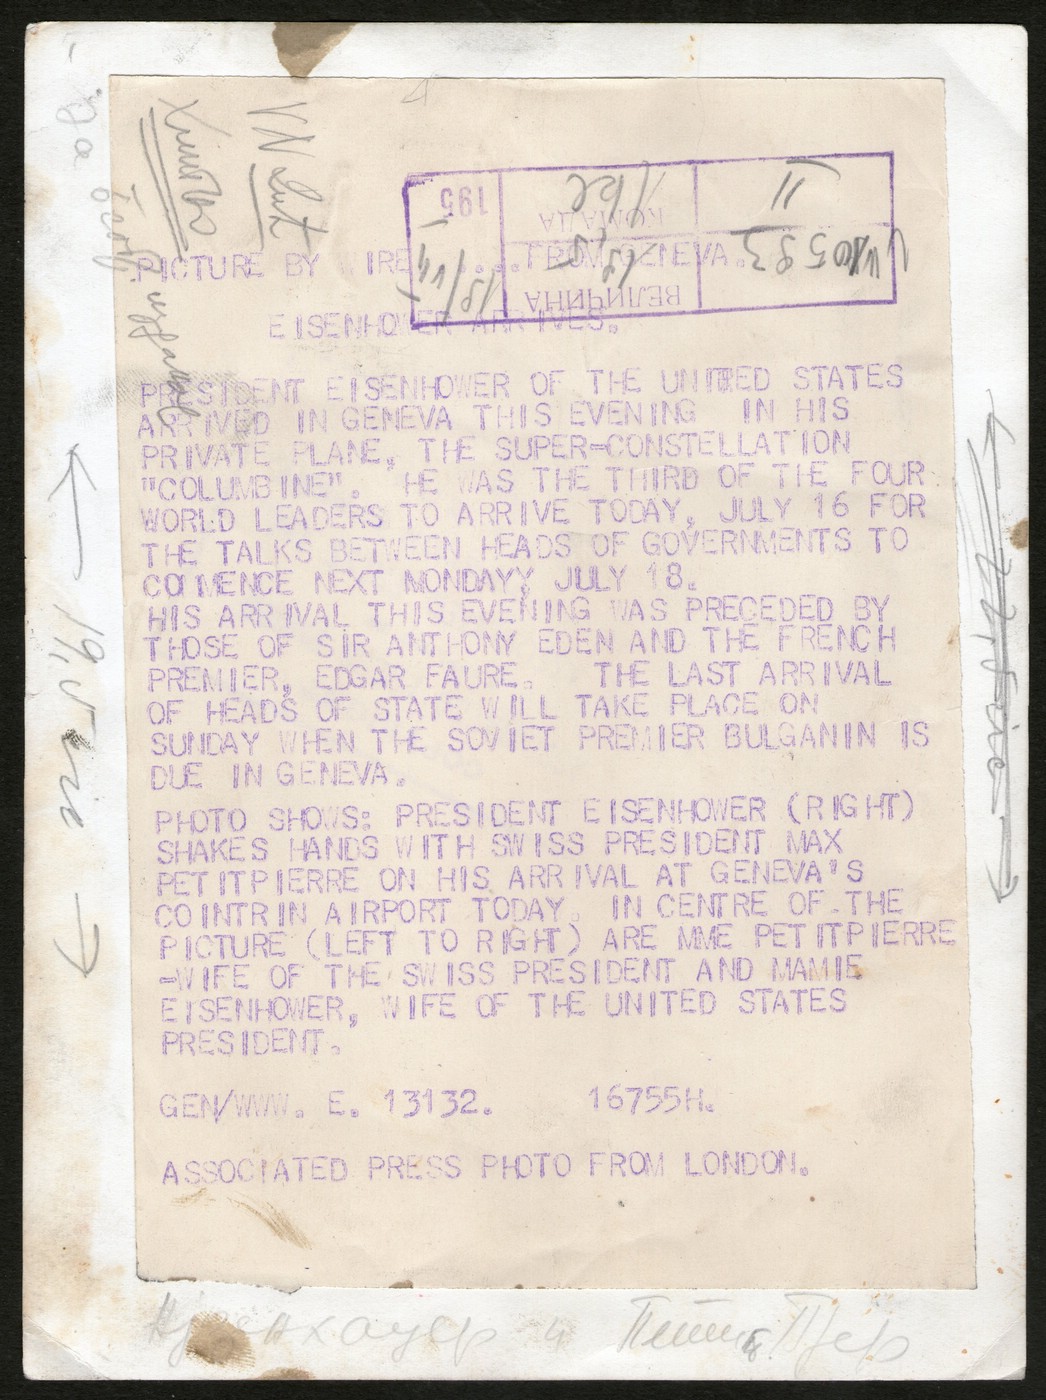 PICTURE BY WIRE .... FROM GENEVA.
EISENHOWER ARRIVES.
PRESIDENT EISENHOWER OF THE UNITRED STATES
ARRIVED IN GENEVA THIS EVENING IN HIS
PRIVATE PLANE, THE SUPER-CONSTELLATION
"COLUMBINE". HE WAS THE THIRD OF THE FOUR
WORLD LEADERS TO ARRIVE TODAY, JULY 16 FOR
THE TALKS BETWEEN HEADS OF GOVERNMENTS TO
COMMENCE NEXT MONDAYY JULY 18.
HIS ARRIVAL THIS EVENING WAS PRECEDED BY
THOSE OF SIR ANTHONY EDEN AND THE FRENCH
PREMIER, EDGAR FAURE. THE LAST ARRIVAL
OF HEADS OF STATE WILL TAKE PLACE ON
SUNDAY WHEN THE SOVIET PREMIER BULGANIN IS
DUE IN GENEVA.
PHOTO SHOWS: PRESIDENT EISENHOWER (RIGHT)
SHAKES HANDS WITH SWISS PRESIDENT MAX
PETITPIERRE ON HIS ARRIVAL AT GENEVA'S
COINTRIN AIRPORT TODAY. IN CENTRE OF THE
PICTURE (LEFT TO RIGHT) ARE MME PETITPIERRE
-WIFE OF THE SWISS PRESIDENT AND MAMIE
EISENHOWER, WIFE OF THE UNITED STATES
PRESIDENT.
GEN/WWW. E. 13132. 16755H.
ASSOCIATED PRESS PHOTO FROM LONDON.
195
КОМАДА
II
ВЕЛИЧИНА
10593